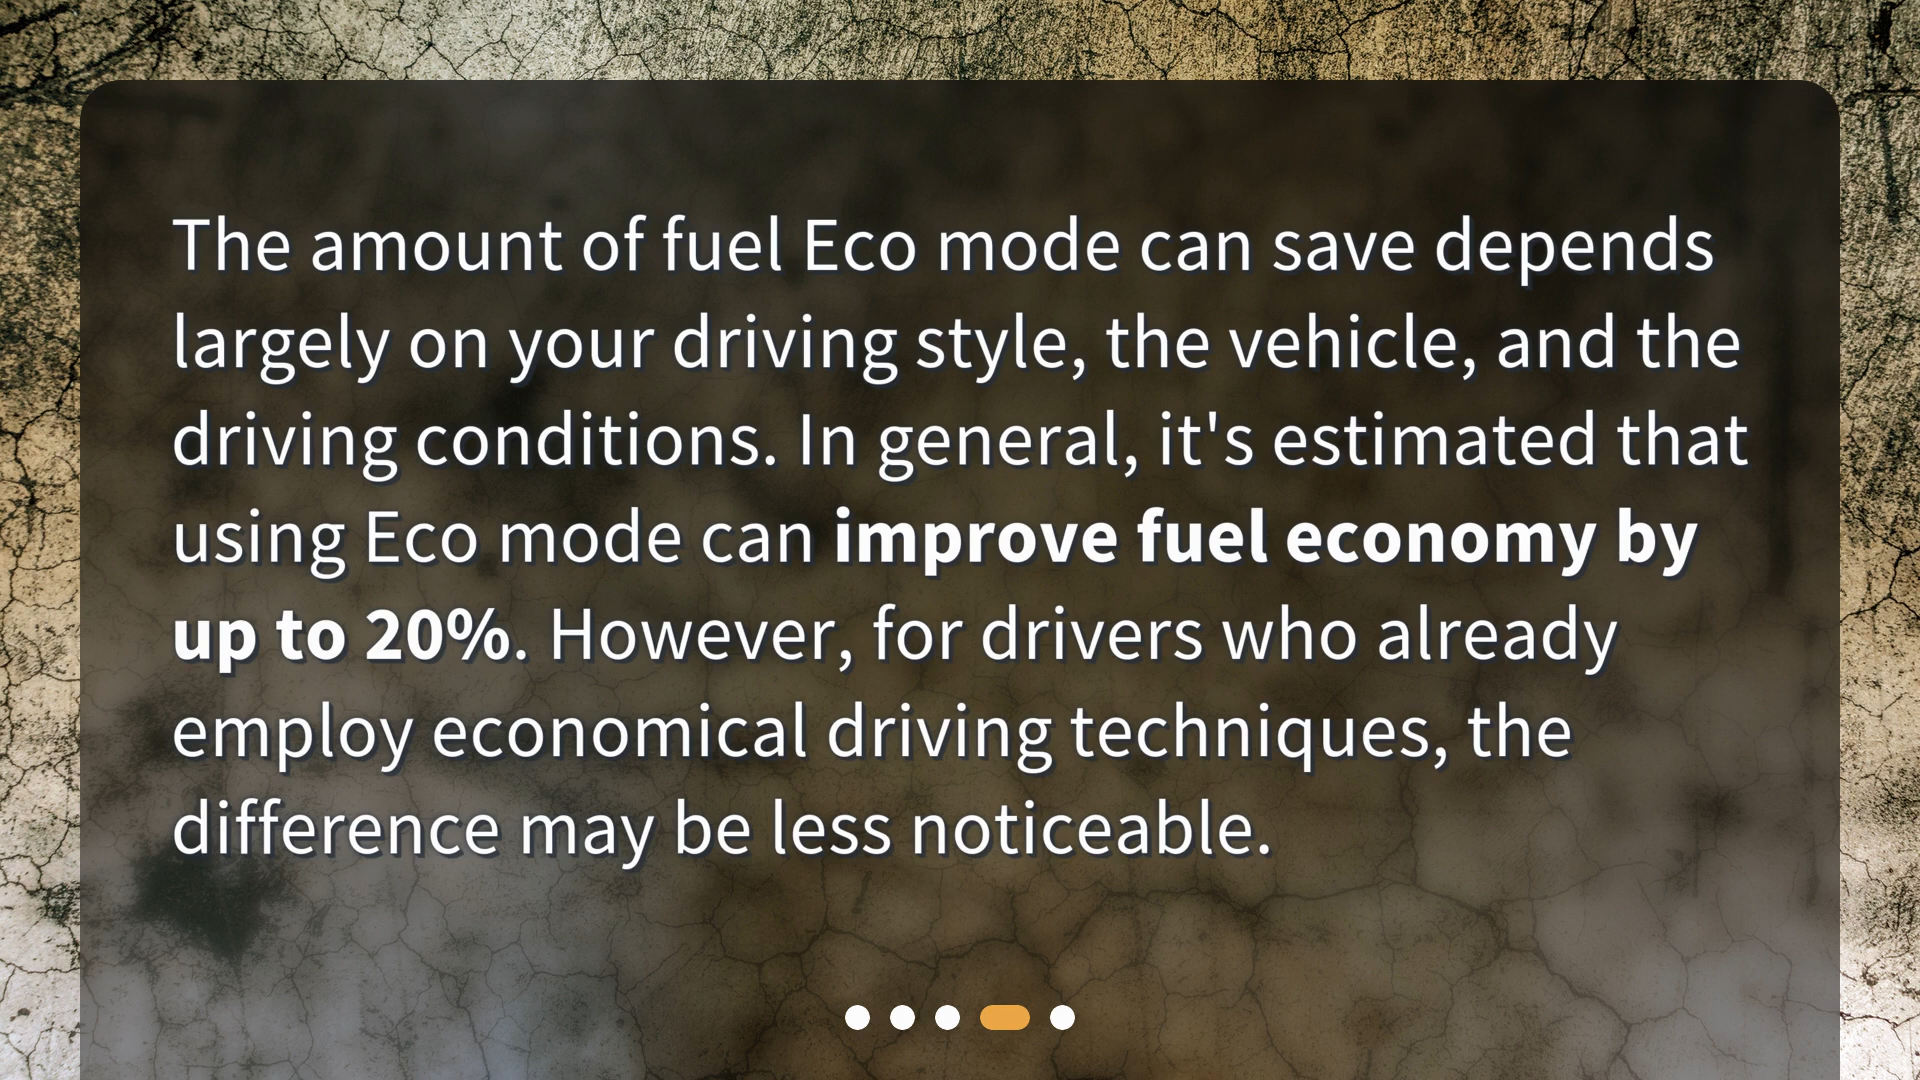 The amount of fuel Eco mode can save depends
largely on your driving style, the vehicle, and the
driving conditions. In general, it's estimated that
using Eco mode can improve fuel economy by
up to 20%. However, for drivers who already
employ economical driving techniques, the
difference may be less noticeable.